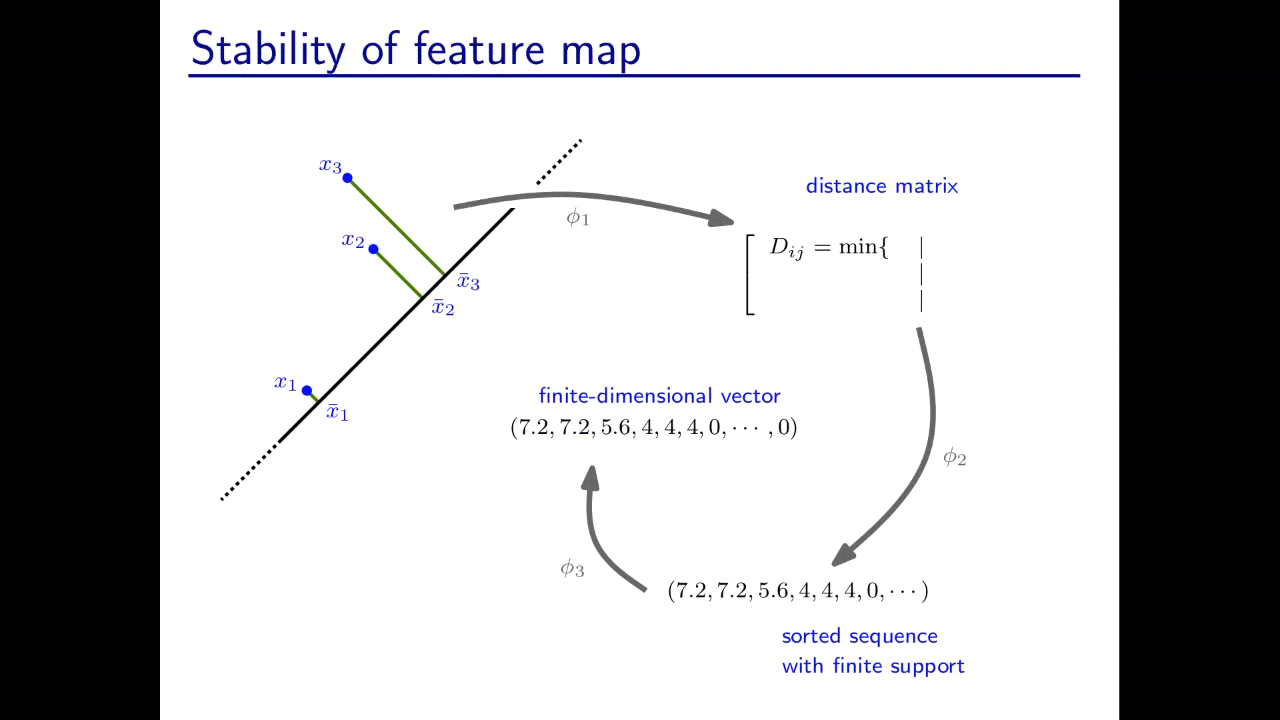 Stability of feature map
x₃
x₂
x̄₃
x̄₂
x₁
x̄₁
ϕ₁
distance matrix
Dᵢⱼ = min{
finite-dimensional vector
(7.2, 7.2, 5.6, 4, 4, 4, 0, ⋯ , 0)
ϕ₂
ϕ₃
(7.2, 7.2, 5.6, 4, 4, 4, 0, ⋯ )
sorted sequence
with finite support